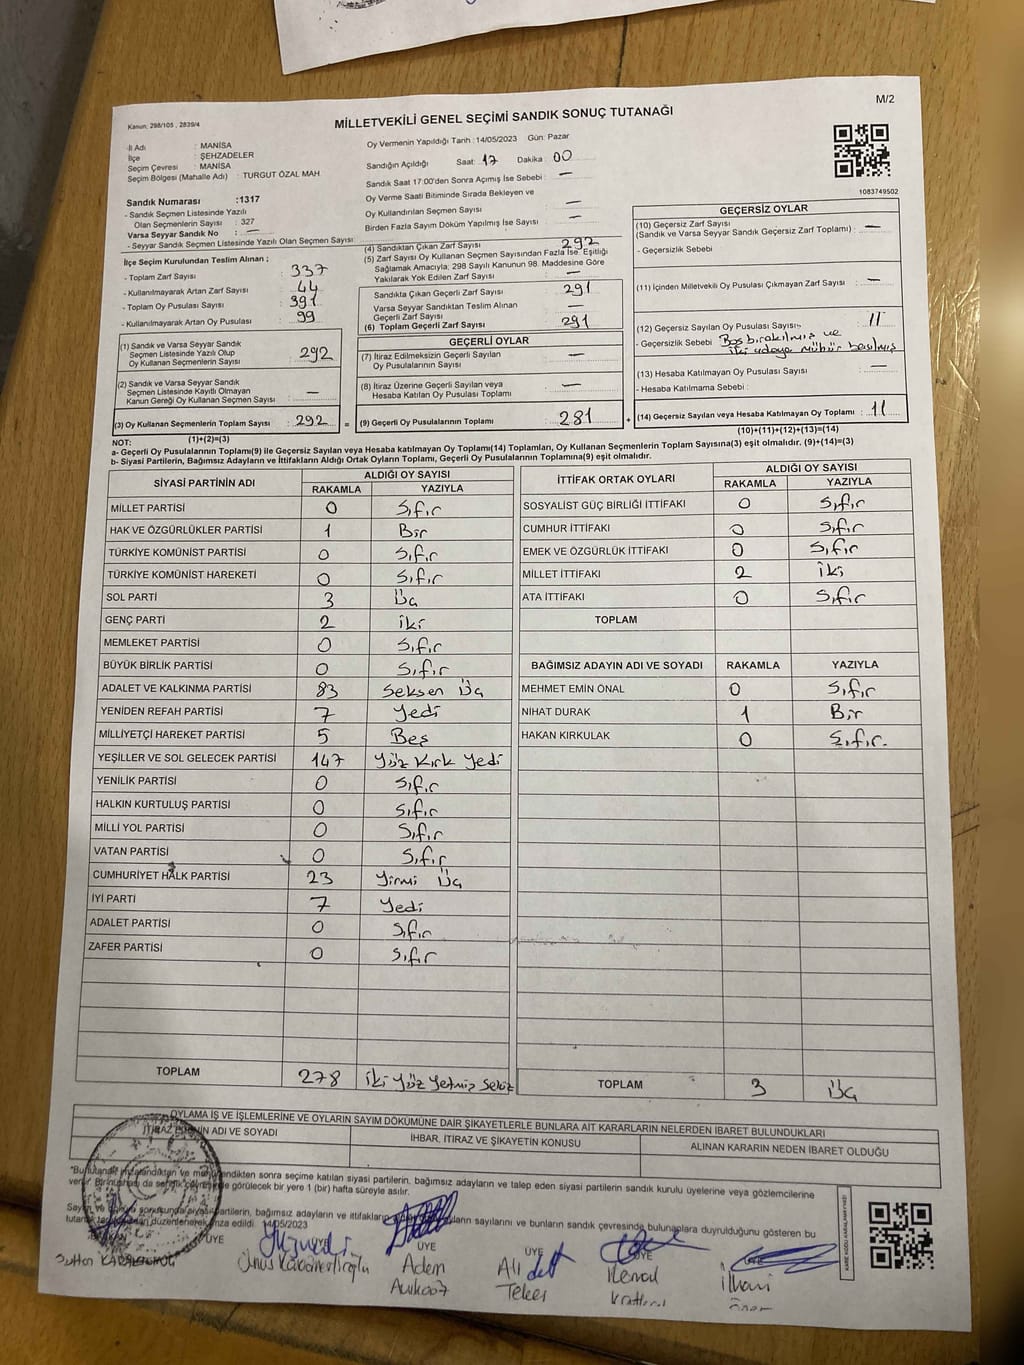 M/2
Kanun: 298/105 , 2839/4
MİLLETVEKİLİ GENEL SEÇİMİ SANDIK SONUÇ TUTANAĞI
İl Adı : MANİSA
İlçe : ŞEHZADELER
Seçim Çevresi : MANİSA
Seçim Bölgesi (Mahalle Adı) : TURGUT ÖZAL MAH
Sandık Numarası :1317
- Sandık Seçmen Listesinde Yazılı
Olan Seçmenlerin Sayısı : 327
Varsa Seyyar Sandık No : —
- Seyyar Sandık Seçmen Listesinde Yazılı Olan Seçmen Sayısı
Oy Vermenin Yapıldığı Tarih : 14/05/2023 Gün: Pazar
Sandığın Açıldığı Saat: 17 Dakika : 00
Sandık Saat 17:00'den Sonra Açımış İse Sebebi : —
Oy Verme Saati Bitiminde Sırada Bekleyen ve
Oy Kullandırılan Seçmen Sayısı : —
Birden Fazla Sayım Döküm Yapılmış İse Sayısı : —
1083749502
İlçe Seçim Kurulundan Teslim Alınan ;
- Toplam Zarf Sayısı : 337
- Kullanılmayarak Artan Zarf Sayısı : 44
- Toplam Oy Pusulası Sayısı : 391
- Kullanılmayarak Artan Oy Pusulası : 99
(1) Sandık ve Varsa Seyyar Sandık
Seçmen Listesinde Yazılı Olup
Oy Kullanan Seçmenlerin Sayısı : 292
(2) Sandık ve Varsa Seyyar Sandık
Seçmen Listesinde Kayıtlı Olmayan
Kanun Gereği Oy Kullanan Seçmen Sayısı : —
(3) Oy Kullanan Seçmenlerin Toplam Sayısı : 292
(1)+(2)=(3)
(4) Sandıktan Çıkan Zarf Sayısı : 292
(5) Zarf Sayısı Oy Kullanan Seçmen Sayısından Fazla İse Eşitliği
Sağlamak Amacıyla; 298 Sayılı Kanunun 98. Maddesine Göre
Yakılarak Yok Edilen Zarf Sayısı : —
Sandıkta Çıkan Geçerli Zarf Sayısı : 291
Varsa Seyyar Sandıktan Teslim Alınan
Geçerli Zarf Sayısı : —
(6) Toplam Geçerli Zarf Sayısı : 291
GEÇERLİ OYLAR
(7) İtiraz Edilmeksizin Geçerli Sayılan
Oy Pusulalarının Sayısı : —
(8) İtiraz Üzerine Geçerli Sayılan veya
Hesaba Katılan Oy Pusulası Toplamı : —
= (9) Geçerli Oy Pusulalarının Toplamı : 281 +
GEÇERSİZ OYLAR
(10) Geçersiz Zarf Sayısı
(Sandık ve Varsa Seyyar Sandık Geçersiz Zarf Toplamı) : —
- Geçersizlik Sebebi
(11) İçinden Milletvekili Oy Pusulası Çıkmayan Zarf Sayısı : —
(12) Geçersiz Sayılan Oy Pusulası Sayısı : 11
- Geçersizlik Sebebi Boş bırakılmış ve
iki adaya mühür basılmış
(13) Hesaba Katılmayan Oy Pusulası Sayısı : —
- Hesaba Katılmama Sebebi :
(14) Geçersiz Sayılan veya Hesaba Katılmayan Oy Toplamı : 11
(10)+(11)+(12)+(13)=(14)
NOT:
a- Geçerli Oy Pusulalarının Toplamı(9) ile Geçersiz Sayılan veya Hesaba katılmayan Oy Toplamı(14) Toplamları, Oy Kullanan Seçmenlerin Toplam Sayısına(3) eşit olmalıdır. (9)+(14)=(3)
b- Siyasi Partilerin, Bağımsız Adayların ve İttifakların Aldığı Ortak Oyların Toplamı, Geçerli Oy Pusulalarının Toplamına(9) eşit olmalıdır.
SİYASİ PARTİNİN ADI ALDIĞI OY SAYISI
RAKAMLA YAZIYLA
MİLLET PARTİSİ 0 Sıfır
HAK VE ÖZGÜRLÜKLER PARTİSİ 1 Bir
TÜRKİYE KOMÜNİST PARTİSİ 0 Sıfır
TÜRKİYE KOMÜNİST HAREKETİ 0 Sıfır
SOL PARTİ 3 Üç
GENÇ PARTİ 2 iki
MEMLEKET PARTİSİ 0 Sıfır
BÜYÜK BİRLİK PARTİSİ 0 Sıfır
ADALET VE KALKINMA PARTİSİ 83 Seksen Üç
YENİDEN REFAH PARTİSİ 7 Yedi
MİLLİYETÇİ HAREKET PARTİSİ 5 Beş
YEŞİLLER VE SOL GELECEK PARTİSİ 147 Yüz Kırk Yedi
YENİLİK PARTİSİ 0 Sıfır
HALKIN KURTULUŞ PARTİSİ 0 Sıfır
MİLLİ YOL PARTİSİ 0 Sıfır
VATAN PARTİSİ 0 Sıfır
CUMHURİYET HALK PARTİSİ 23 Yirmi Üç
İYİ PARTİ 7 Yedi
ADALET PARTİSİ 0 Sıfır
ZAFER PARTİSİ 0 Sıfır
TOPLAM 278 iki Yüz Yetmiş Sekiz
İTTİFAK ORTAK OYLARI ALDIĞI OY SAYISI
RAKAMLA YAZIYLA
SOSYALİST GÜÇ BİRLİĞİ İTTİFAKI 0 Sıfır
CUMHUR İTTİFAKI 0 Sıfır
EMEK VE ÖZGÜRLÜK İTTİFAKI 0 Sıfır
MİLLET İTTİFAKI 2 iki
ATA İTTİFAKI 0 Sıfır
TOPLAM
BAĞIMSIZ ADAYIN ADI VE SOYADI RAKAMLA YAZIYLA
MEHMET EMİN ÖNAL 0 Sıfır
NİHAT DURAK 1 Bir
HAKAN KIRKULAK 0 Sıfır.
TOPLAM 3 Üç
OYLAMA İŞ VE İŞLEMLERİNE VE OYLARIN SAYIM DÖKÜMÜNE DAİR ŞİKAYETLERLE BUNLARA AİT KARARLARIN NELERDEN İBARET BULUNDUKLARI
ADI VE SOYADI İHBAR, İTİRAZ VE ŞİKAYETİN KONUSU ALINAN KARARIN NEDEN İBARET OLDUĞU
sonra seçime katılan siyasi partilerin, bağımsız adayların ve talep eden siyasi partilerin sandık kurulu üyelerine veya gözlemcilerine
görülecek bir yere 1 (bir) hafta süreyle asılır.
partilerin, bağımsız adayların ve ittifakların sayılarını ve bunların sandık çevresinde bulunanlara duyrulduğunu gösteren bu
düzenlenerek imza edildi 14/05/2023
ÜYE ÜYE ÜYE ÜYE
Adem Ali Kemal İlhami
Teker